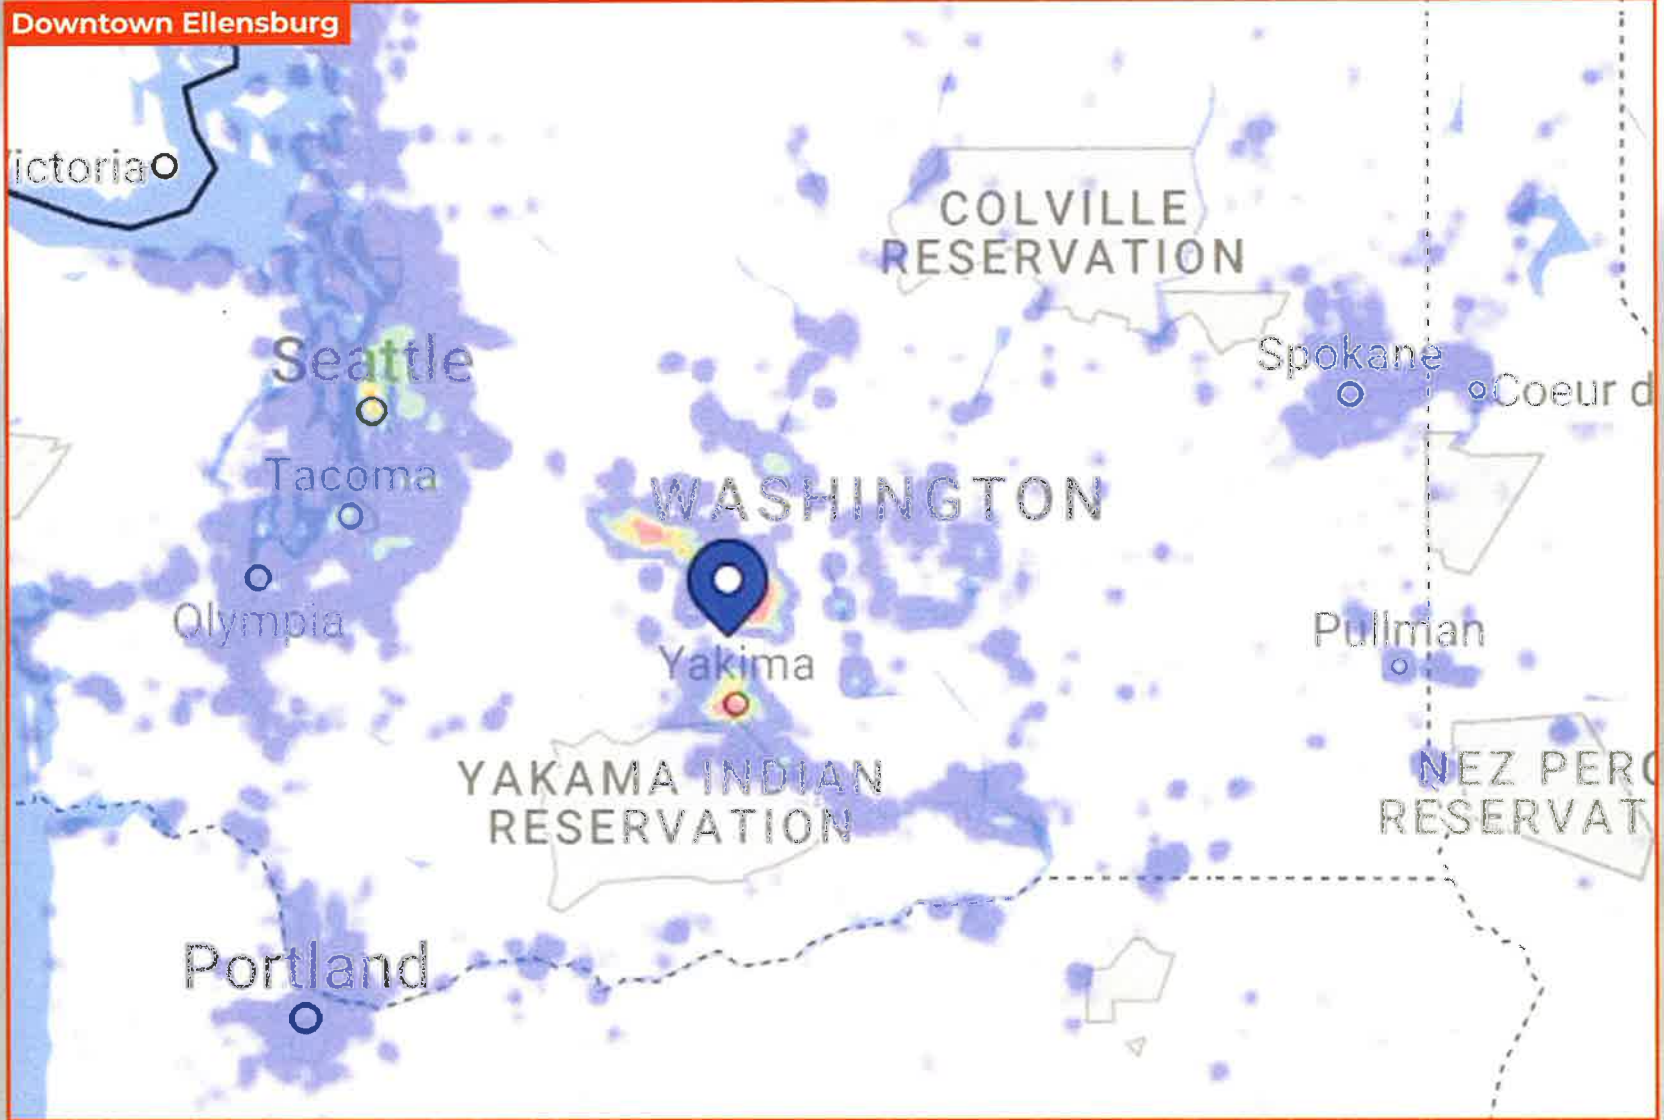 Downtown Ellensburg
ictoria
COLVILLE
RESERVATION
Seattle
Spokane
Coeur d
Tacoma
WASHINGTON
Olympia
Pullman
Yakima
YAKAMA INDIAN
RESERVATION
NEZ PERC
RESERVAT
Portland